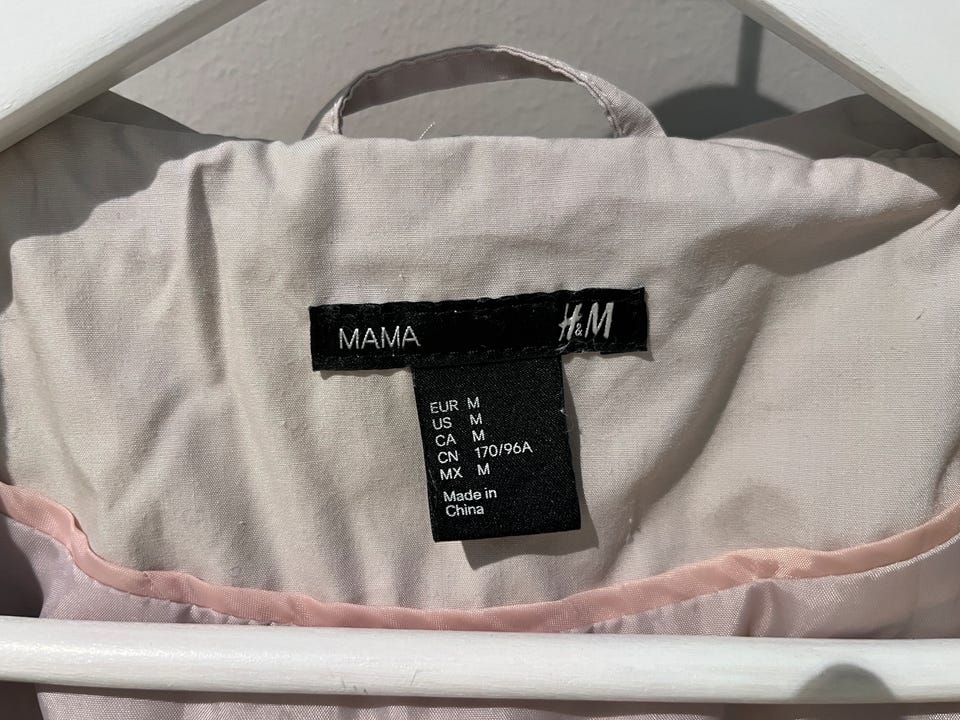 MAMA H&M
EUR M
US M
CA M
CN 170/96A
MX M
Made in
China